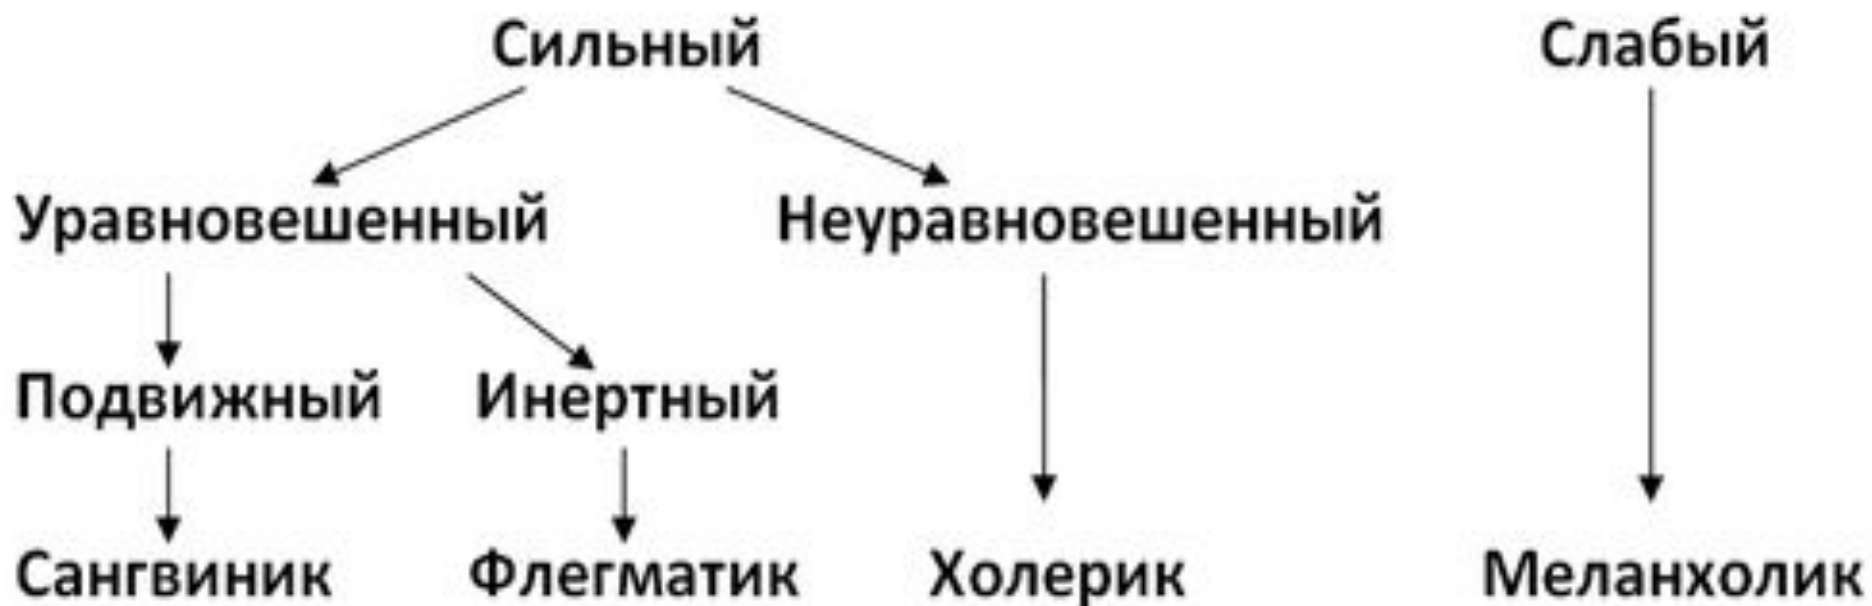 Сильный Слабый
Уравновешенный Неуравновешенный
Подвижный Инертный
Сангвиник Флегматик Холерик Меланхолик